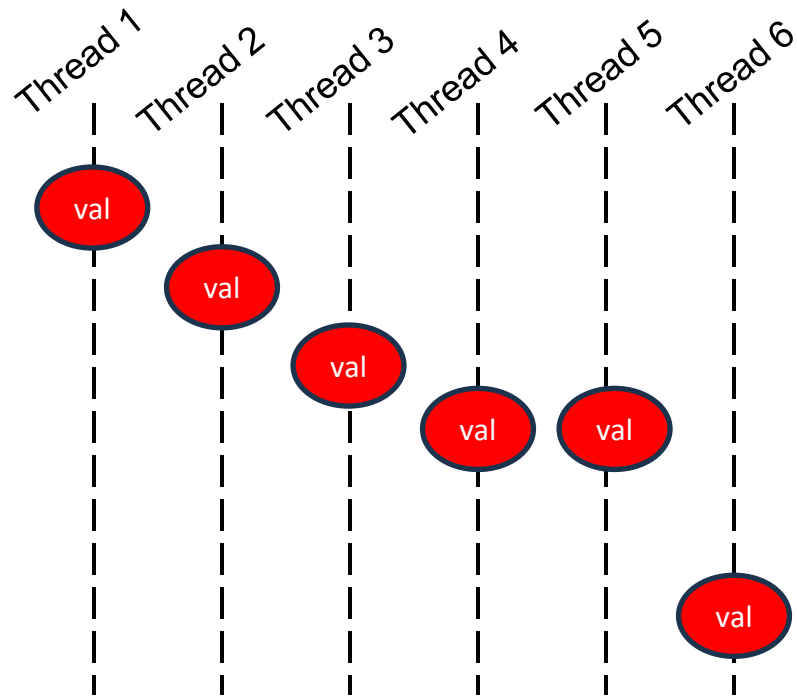 Thread 1
Thread 2
Thread 3
Thread 4
Thread 5
Thread 6
val
val
val
val
val
val